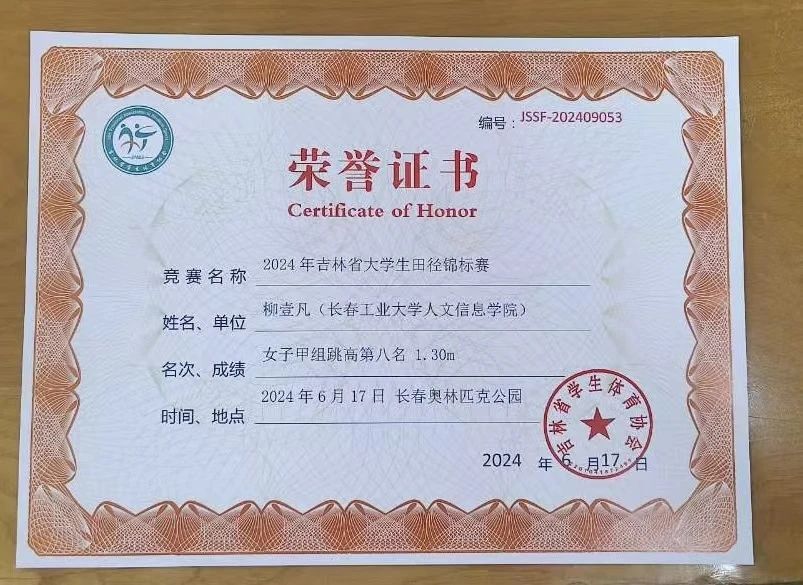 编号：JSSF-202409053
荣誉证书
Certificate of Honor
竞赛名称 2024年吉林省大学生田径锦标赛
姓名、单位 柳壹凡（长春工业大学人文信息学院）
名次、成绩 女子甲组跳高第八名 1.30m
时间、地点 2024年6月17日 长春奥林匹克公园
吉林省学生体育协会
2024 年 6 月 17 日